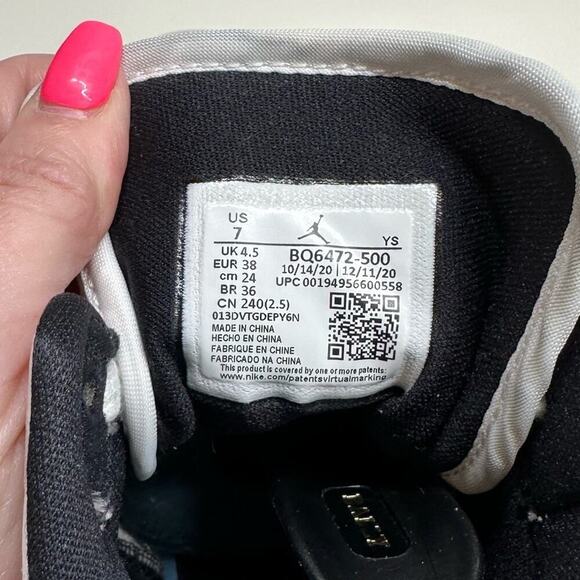 US
7
YS
UK 4.5
EUR 38
cm 24
BR 36
CN 240(2.5)
BQ6472-500
10/14/20 | 12/11/20
UPC 00194956600558
013DVTGDEPY6N
MADE IN CHINA
HECHO EN CHINA
FABRIQUE EN CHINE
FABRICADO NA CHINA
This product is covered by one or more patents:
www.nike.com/patentsvirtualmarking